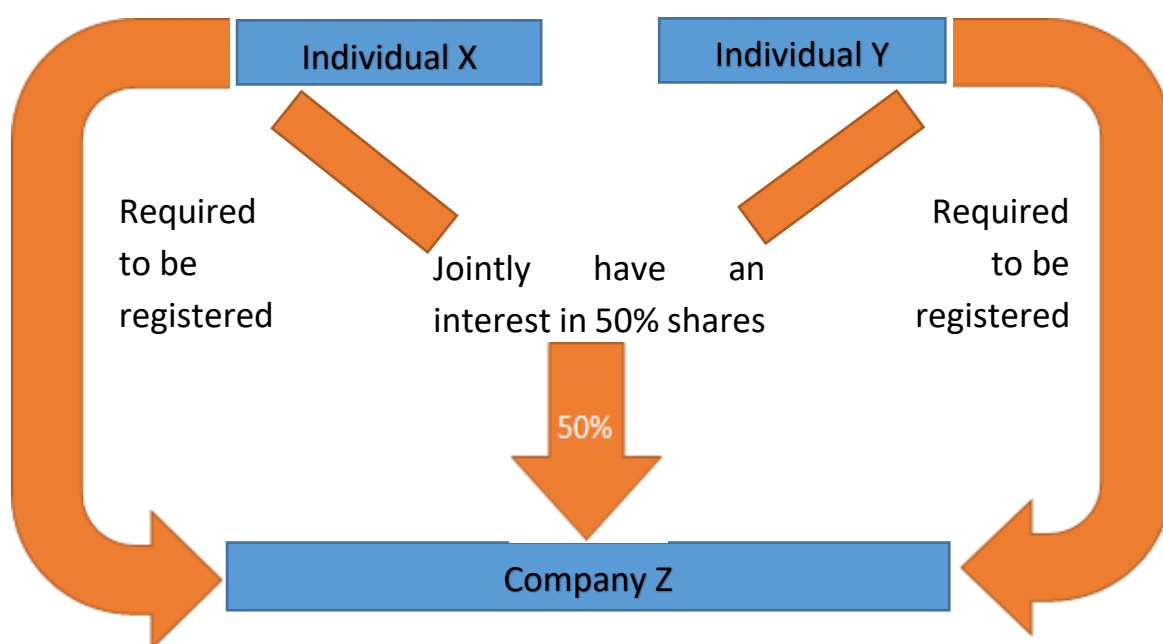 Individual X
Individual Y
Required
to be
registered
Jointly have an
interest in 50% shares
Required
to be
registered
50%
Company Z